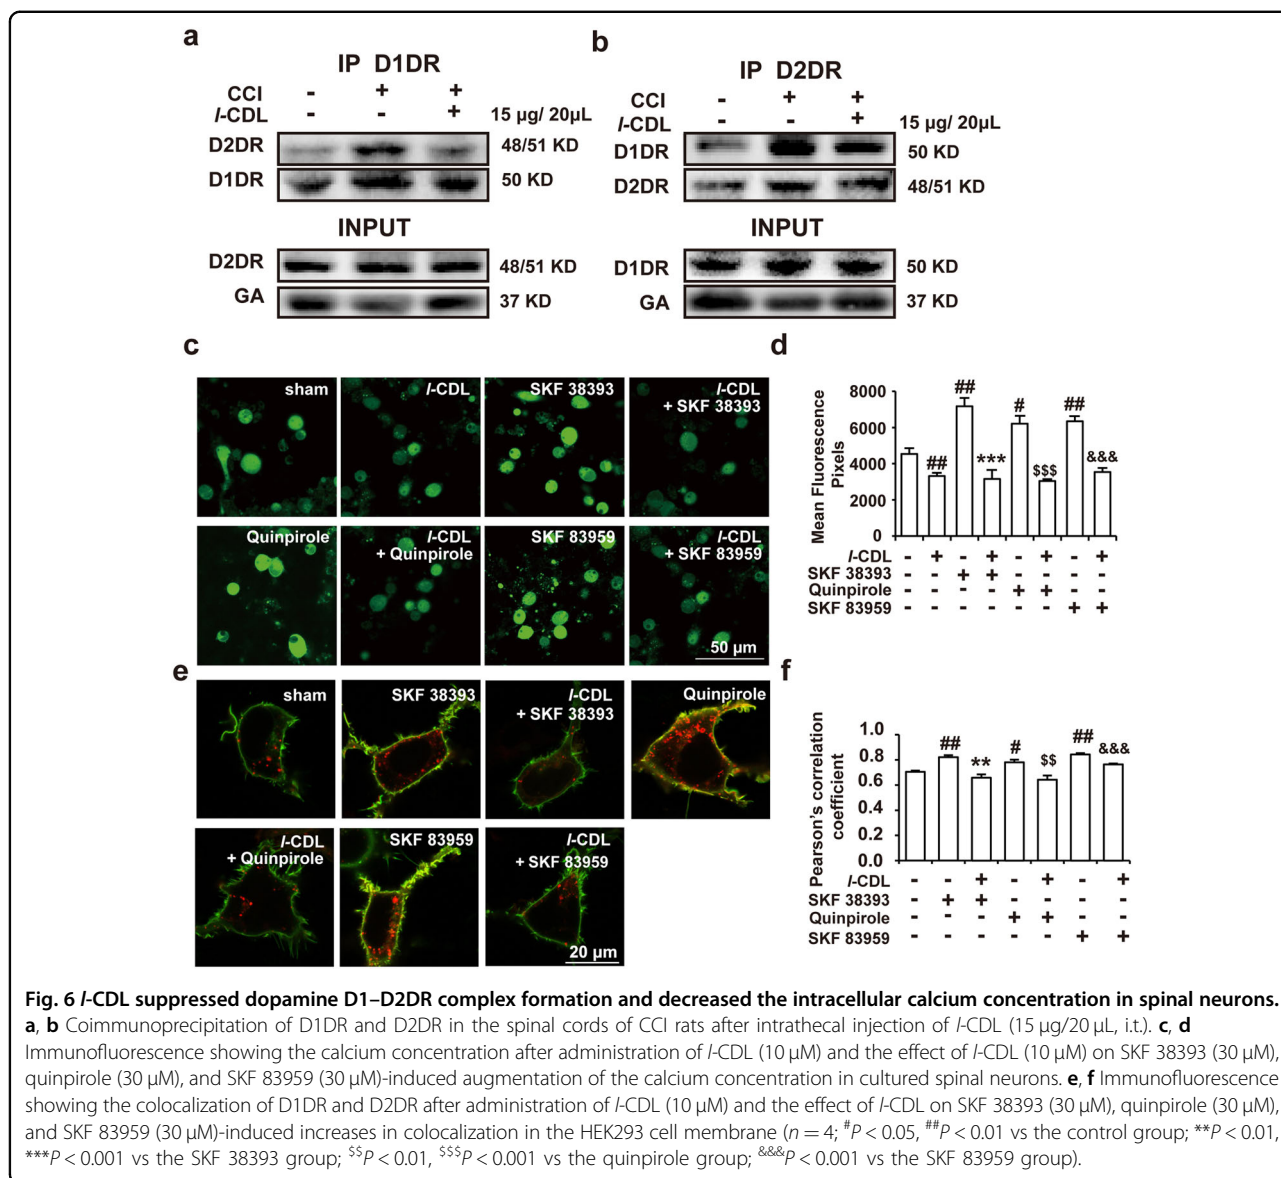 a
IP D1DR
CCI - + +
l-CDL - - + 15 µg/ 20µL
D2DR 48/51 KD
D1DR 50 KD
INPUT
D2DR 48/51 KD
GA 37 KD
b
IP D2DR
CCI - + +
l-CDL - - + 15 µg/ 20µL
D1DR 50 KD
D2DR 48/51 KD
INPUT
D1DR 50 KD
GA 37 KD
c
sham
l-CDL
SKF 38393
l-CDL
+ SKF 38393
Quinpirole
l-CDL
+ Quinpirole
SKF 83959
l-CDL
+ SKF 83959
50 µm
d
Mean Fluorescence
Pixels
8000
6000
4000
2000
0
## ## *** # $$$ ## &&&
l-CDL - + - + - + - +
SKF 38393 - - + + - - - -
Quinpirole - - - - + + - -
SKF 83959 - - - - - - + +
e
sham
SKF 38393
l-CDL
+ SKF 38393
Quinpirole
l-CDL
+ Quinpirole
SKF 83959
l-CDL
+ SKF 83959
20 µm
f
Pearson's correlation
coefficient
1.0
0.8
0.6
0.4
0.2
0.0
## ** # $$ ## &&&
l-CDL - - + - + - +
SKF 38393 - + + - - - -
Quinpirole - - - + + - -
SKF 83959 - - - - - + +
Fig. 6 l-CDL suppressed dopamine D1–D2DR complex formation and decreased the intracellular calcium concentration in spinal neurons.
a, b Coimmunoprecipitation of D1DR and D2DR in the spinal cords of CCI rats after intrathecal injection of l-CDL (15 µg/20 µL, i.t.). c, d
Immunofluorescence showing the calcium concentration after administration of l-CDL (10 µM) and the effect of l-CDL (10 µM) on SKF 38393 (30 µM),
quinpirole (30 µM), and SKF 83959 (30 µM)-induced augmentation of the calcium concentration in cultured spinal neurons. e, f Immunofluorescence
showing the colocalization of D1DR and D2DR after administration of l-CDL (10 µM) and the effect of l-CDL on SKF 38393 (30 µM), quinpirole (30 µM),
and SKF 83959 (30 µM)-induced increases in colocalization in the HEK293 cell membrane (n = 4; #P < 0.05, ##P < 0.01 vs the control group; **P < 0.01,
***P < 0.001 vs the SKF 38393 group; $$P < 0.01, $$$P < 0.001 vs the quinpirole group; &&&P < 0.001 vs the SKF 83959 group).